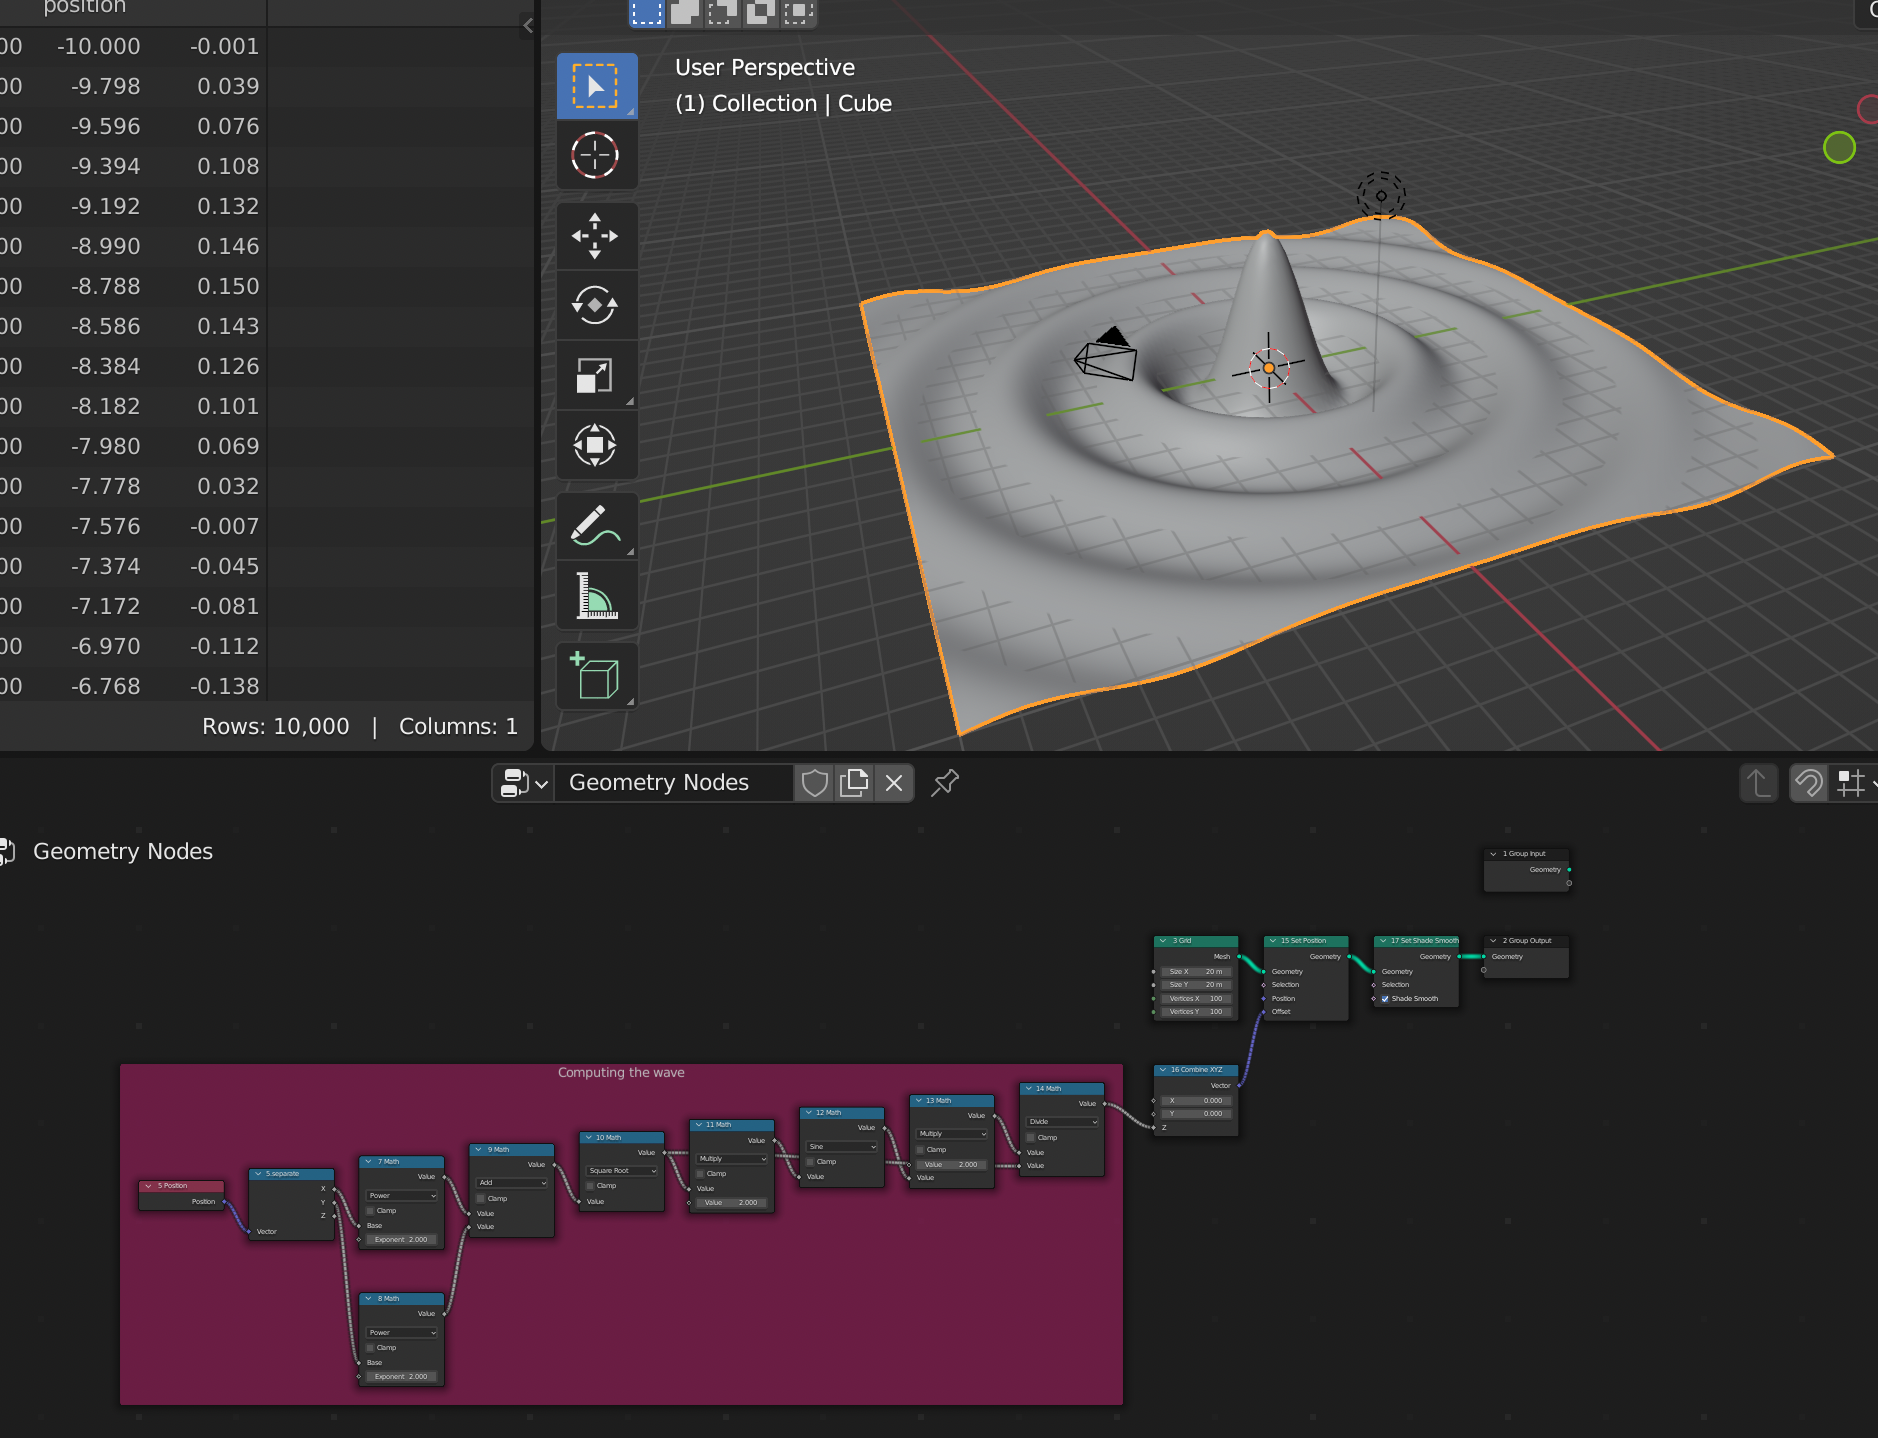 position
00 -10.000 -0.001
00 -9.798 0.039
00 -9.596 0.076
00 -9.394 0.108
00 -9.192 0.132
00 -8.990 0.146
00 -8.788 0.150
00 -8.586 0.143
00 -8.384 0.126
00 -8.182 0.101
00 -7.980 0.069
00 -7.778 0.032
00 -7.576 -0.007
00 -7.374 -0.045
00 -7.172 -0.081
00 -6.970 -0.112
00 -6.768 -0.138
Rows: 10,000 | Columns: 1
User Perspective
(1) Collection | Cube
Geometry Nodes
Geometry Nodes
1 Group Input
Geometry
3 Grid
Mesh
Size X 20 m
Size Y 20 m
Vertices X 100
Vertices Y 100
15 Set Postion
Geometry
Geometry
Selection
Position
Offset
17 Set Shade Smooth
Geometry
Geometry
Selection
Shade Smooth
2 Group Output
Geometry
16 Combine XYZ
Vector
X 0.000
Y 0.000
Z
Computing the wave
5 Postion
Position
5.separate
X
Y
Z
Vector
7 Math
Value
Power
Clamp
Base
Exponent 2.000
8 Math
Value
Power
Clamp
Base
Exponent 2.000
9 Math
Value
Add
Clamp
Value
Value
10 Math
Value
Square Root
Clamp
Value
11 Math
Value
Multiply
Clamp
Value
Value 2.000
12 Math
Value
Sine
Clamp
Value
13 Math
Value
Multiply
Clamp
Value 2.000
Value
14 Math
Value
Divide
Clamp
Value
Value